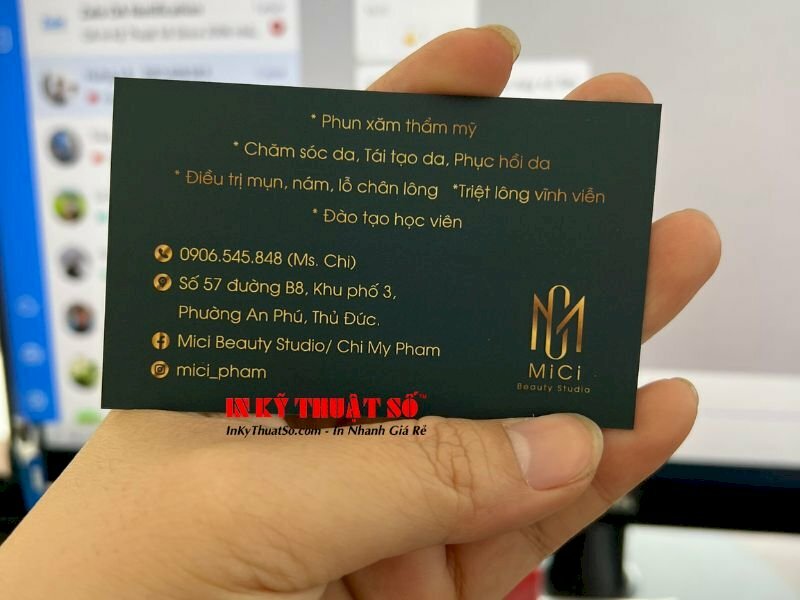 * Phun xăm thẩm mỹ
* Chăm sóc da, Tái tạo da, Phục hồi da
* Điều trị mụn, nám, lỗ chân lông *Triệt lông vĩnh viễn
* Đào tạo học viên
0906.545.848 (Ms. Chi)
Số 57 đường B8, Khu phố 3,
Phường An Phú, Thủ Đức.
Mici Beauty Studio/ Chi My Pham
mici_pham
MiCi
Beauty Studio
IN KỸ THUẬT SỐ™
InKyThuatSo.com - In Nhanh Giá Rẻ